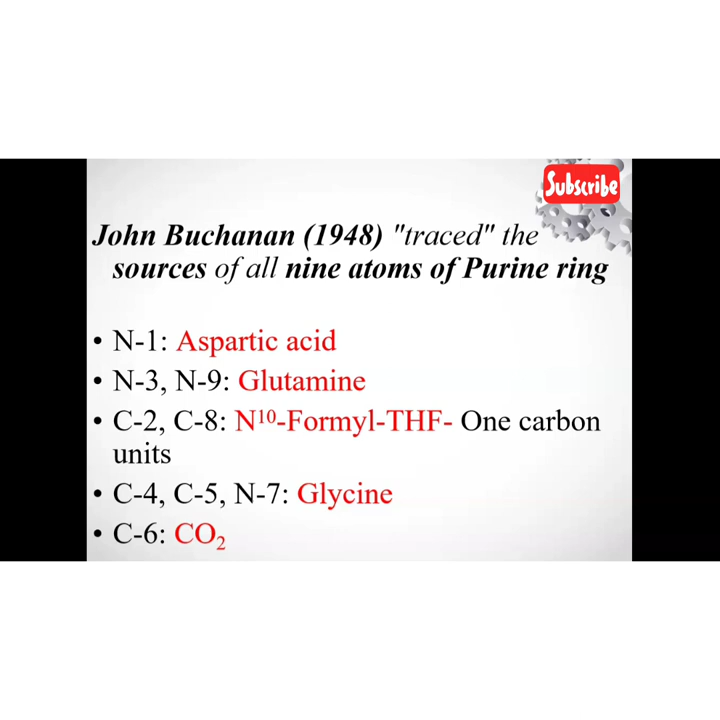 Subscribe
John Buchanan (1948) "traced" the
sources of all nine atoms of Purine ring
• N-1: Aspartic acid
• N-3, N-9: Glutamine
• C-2, C-8: N¹⁰-Formyl-THF- One carbon
units
• C-4, C-5, N-7: Glycine
• C-6: CO₂